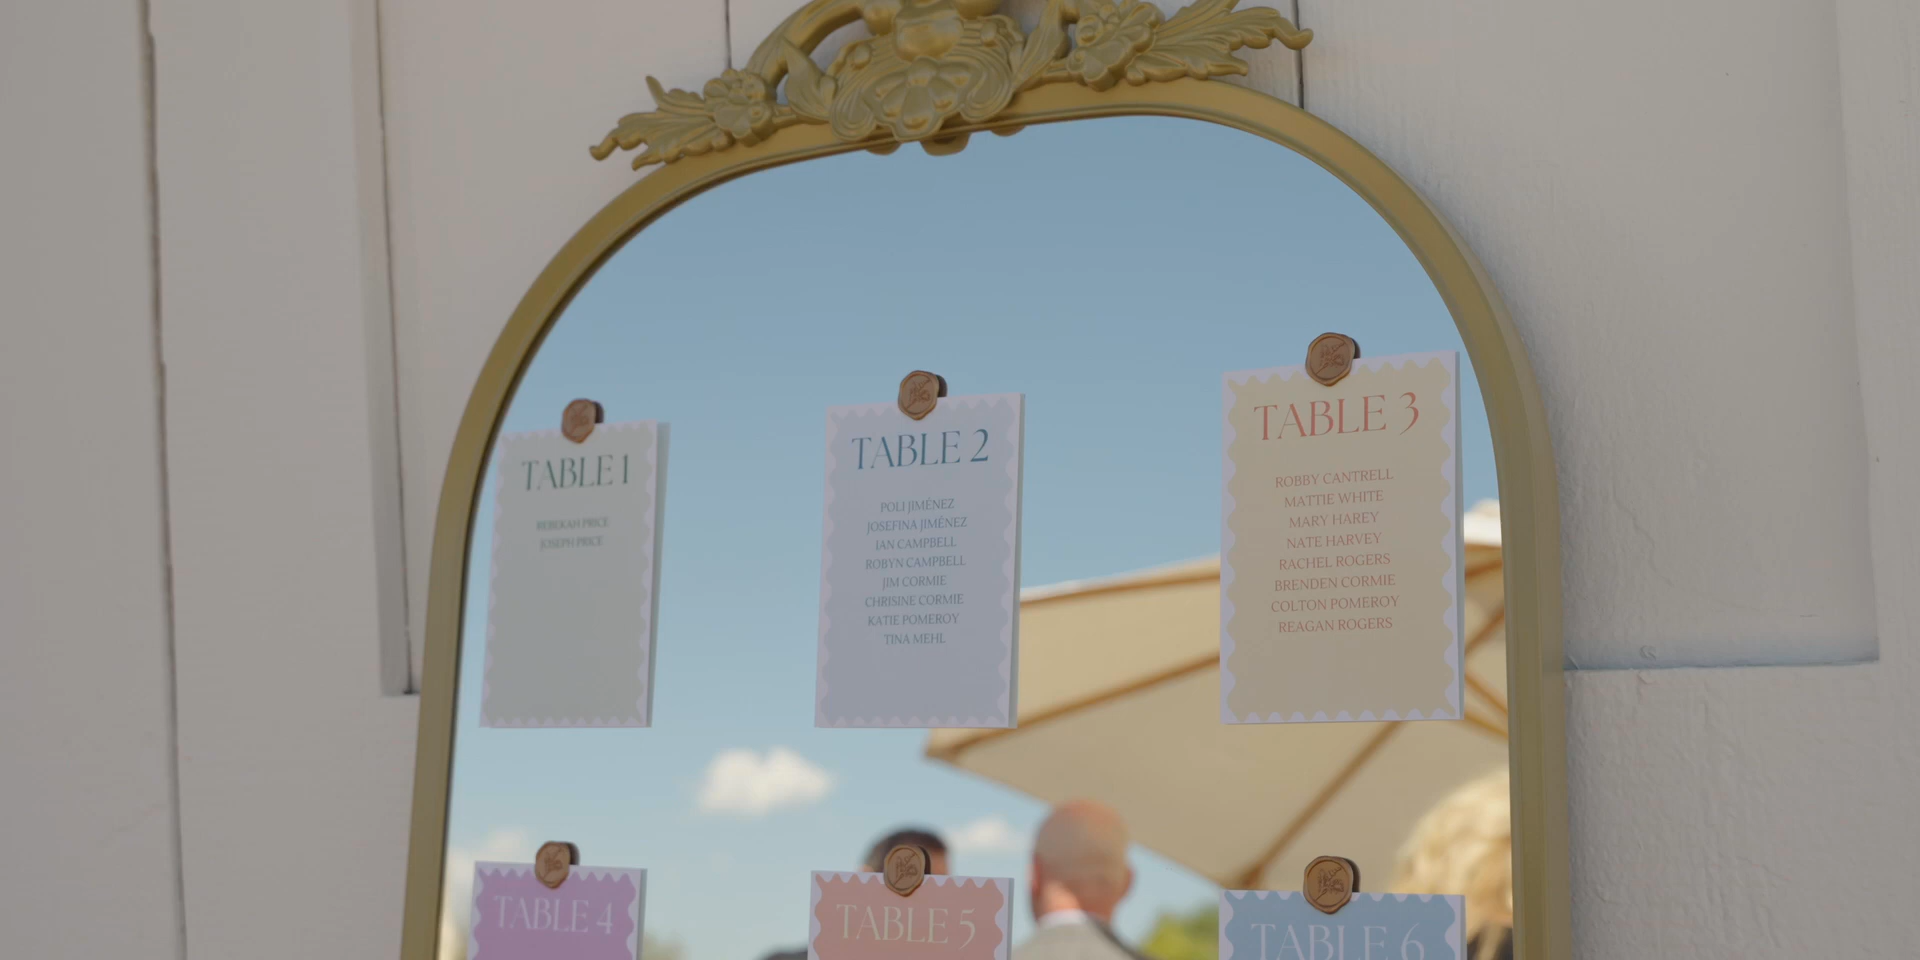 TABLE 1
REBEKAH PRICE
JOSEPH PRICE
TABLE 2
POLI JIMÉNEZ
JOSEFINA JIMÉNEZ
IAN CAMPBELL
ROBYN CAMPBELL
JIM CORMIE
CHRISINE CORMIE
KATIE POMEROY
TINA MEHL
TABLE 3
ROBBY CANTRELL
MATTIE WHITE
MARY HAREY
NATE HARVEY
RACHEL ROGERS
BRENDEN CORMIE
COLTON POMEROY
REAGAN ROGERS
TABLE 4
TABLE 5
TABLE 6